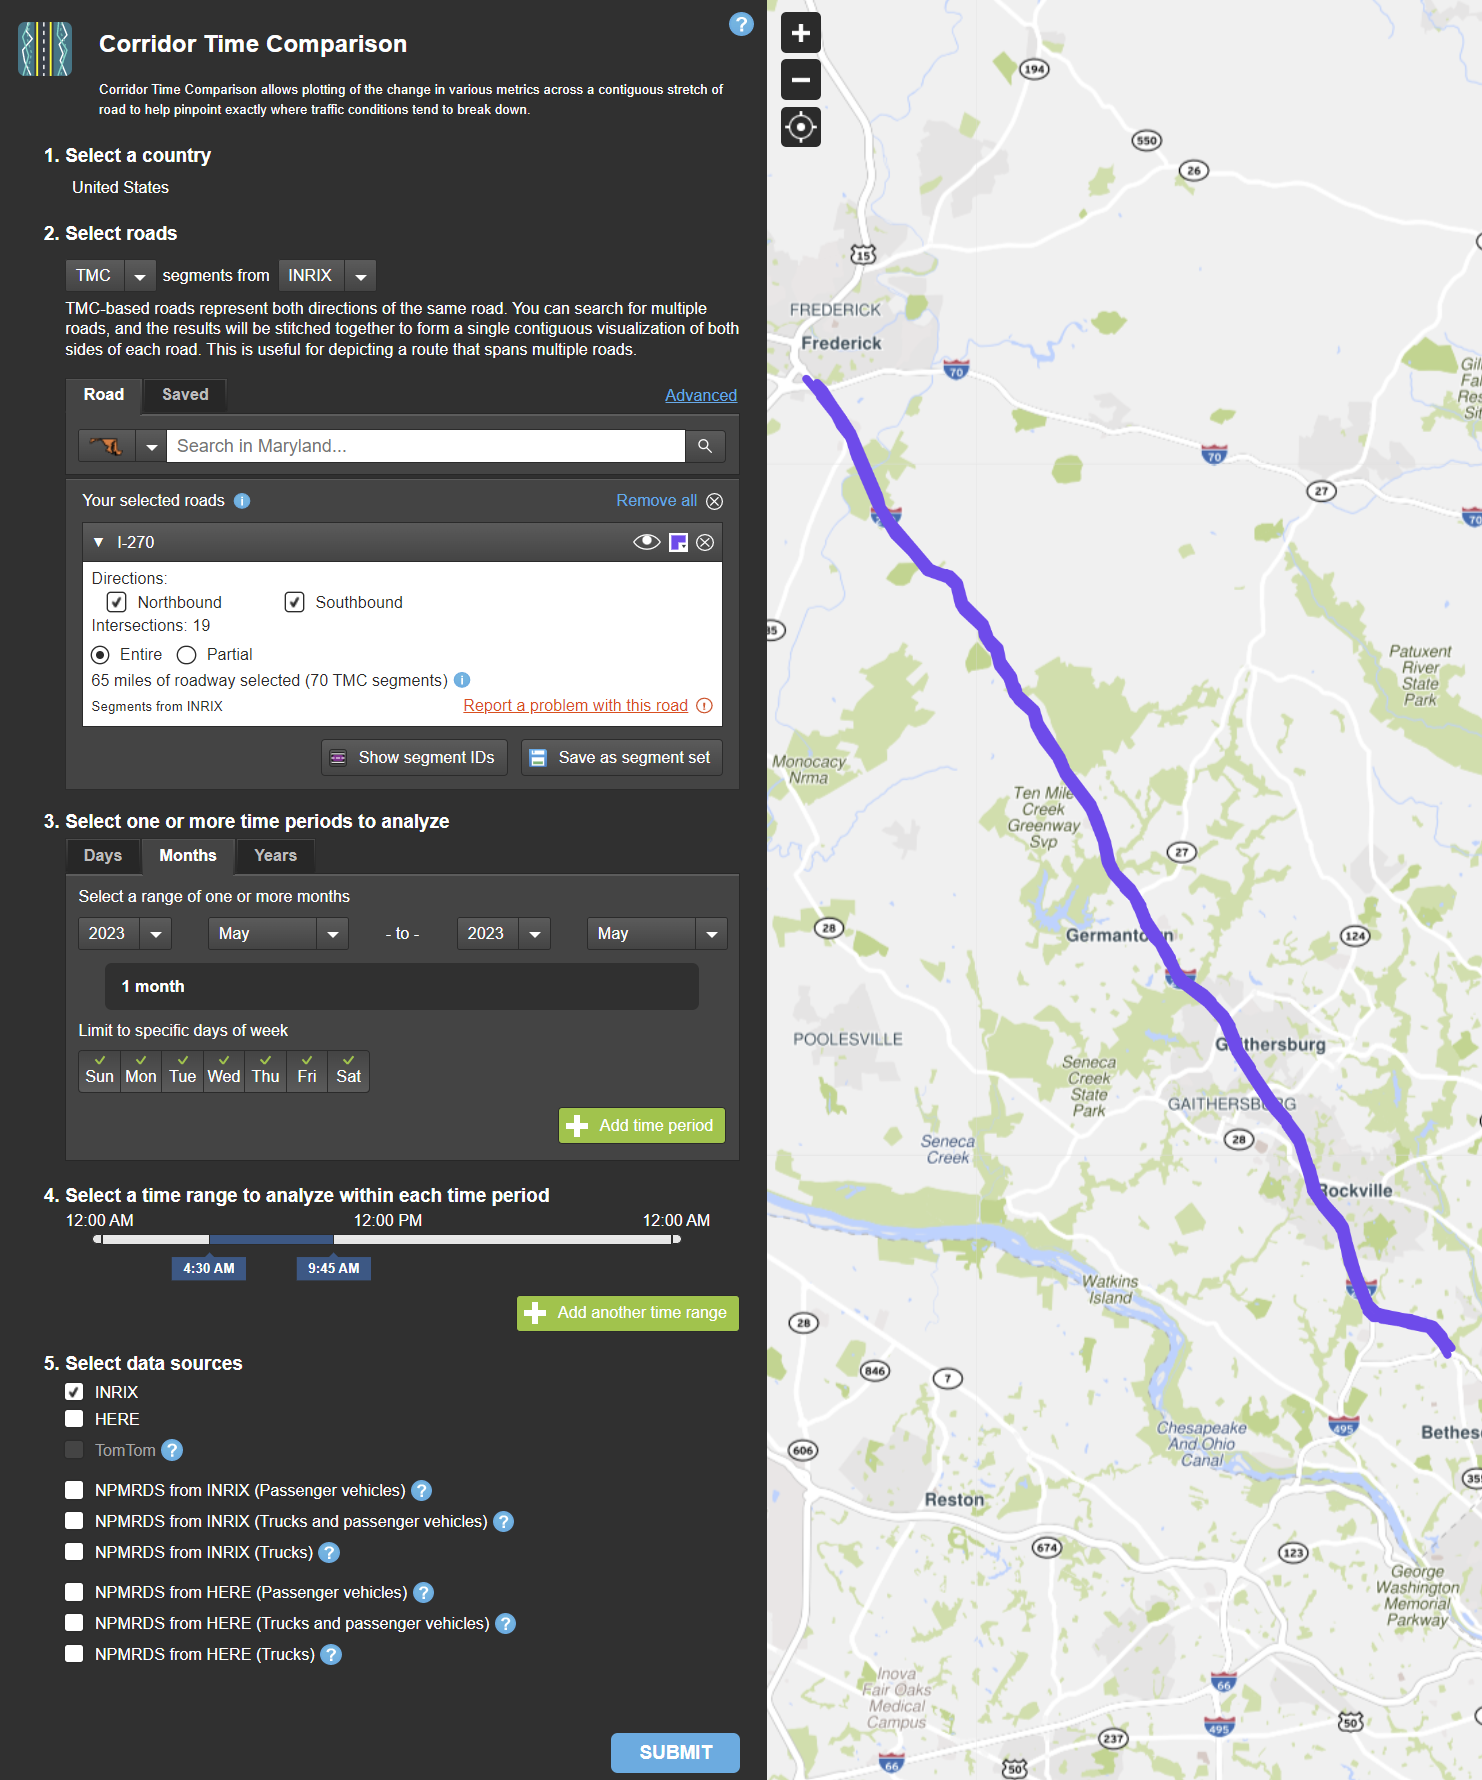 Corridor Time Comparison
?
Corridor Time Comparison allows plotting of the change in various metrics across a contiguous stretch of
road to help pinpoint exactly where traffic conditions tend to break down.
1. Select a country
United States
2. Select roads
TMC segments from INRIX
TMC-based roads represent both directions of the same road. You can search for multiple
roads, and the results will be stitched together to form a single contiguous visualization of both
sides of each road. This is useful for depicting a route that spans multiple roads.
Road Saved Advanced
Search in Maryland...
Your selected roads i Remove all
I-270
Directions:
Northbound Southbound
Intersections: 19
Entire Partial
65 miles of roadway selected (70 TMC segments) i
Segments from INRIX Report a problem with this road !
Show segment IDs Save as segment set
3. Select one or more time periods to analyze
Days Months Years
Select a range of one or more months
2023 May - to - 2023 May
1 month
Limit to specific days of week
Sun Mon Tue Wed Thu Fri Sat
Add time period
4. Select a time range to analyze within each time period
12:00 AM 12:00 PM 12:00 AM
4:30 AM 9:45 AM
Add another time range
5. Select data sources
INRIX
HERE
TomTom ?
NPMRDS from INRIX (Passenger vehicles) ?
NPMRDS from INRIX (Trucks and passenger vehicles) ?
NPMRDS from INRIX (Trucks) ?
NPMRDS from HERE (Passenger vehicles) ?
NPMRDS from HERE (Trucks and passenger vehicles) ?
NPMRDS from HERE (Trucks) ?
SUBMIT
194
550
26
15
FREDERICK
Frederick
70
70
27
70
Patuxent
River
State
Park
Monocacy
Nrma
Ten Mile
Creek
Greenway
Svp
27
28
Germantown
124
POOLESVILLE
Gaithersburg
Seneca
Creek
State
Park
GAITHERSBURG
28
Seneca
Creek
Rockville
Watkins
Island
28
846
7
495
Chesapeake
And Ohio
Canal
606
Reston
674
123
George
Washington
Memorial
Parkway
Inova
Fair Oaks
Medical
Campus
66
495
50
237
66
50